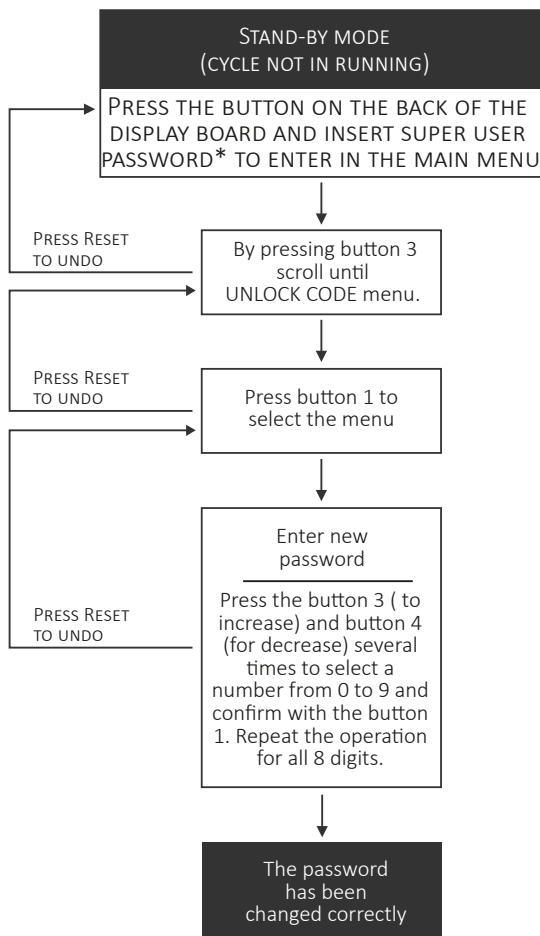 STAND-BY MODE
(CYCLE NOT IN RUNNING)
PRESS THE BUTTON ON THE BACK OF THE
DISPLAY BOARD AND INSERT SUPER USER
PASSWORD* TO ENTER IN THE MAIN MENU
PRESS RESET
TO UNDO
By pressing button 3
scroll until
UNLOCK CODE menu.
PRESS RESET
TO UNDO
Press button 1 to
select the menu
Enter new
password
PRESS RESET
TO UNDO
Press the button 3 ( to
increase) and button 4
(for decrease) several
times to select a
number from 0 to 9 and
confirm with the button
1. Repeat the operation
for all 8 digits.
The password
has been
changed correctly